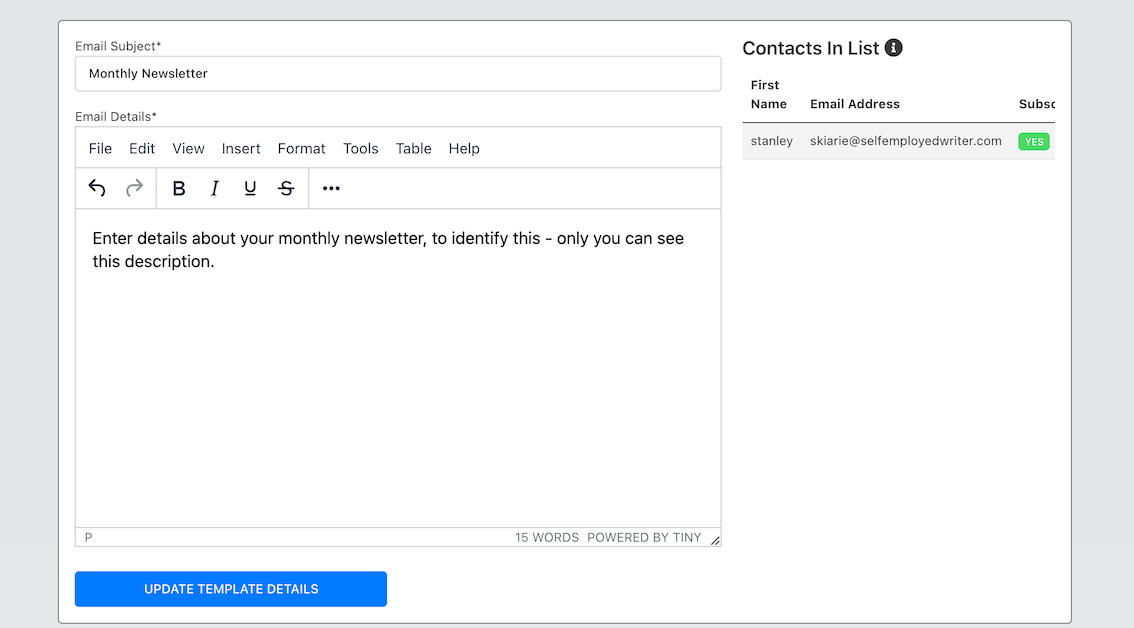 Email Subject*
Monthly Newsletter
Email Details*
File Edit View Insert Format Tools Table Help
B I U S
Enter details about your monthly newsletter, to identify this - only you can see
this description.
P 15 WORDS POWERED BY TINY
UPDATE TEMPLATE DETAILS
Contacts In List
First
Name Email Address Subsc
stanley skiarie@selfemployedwriter.com YES